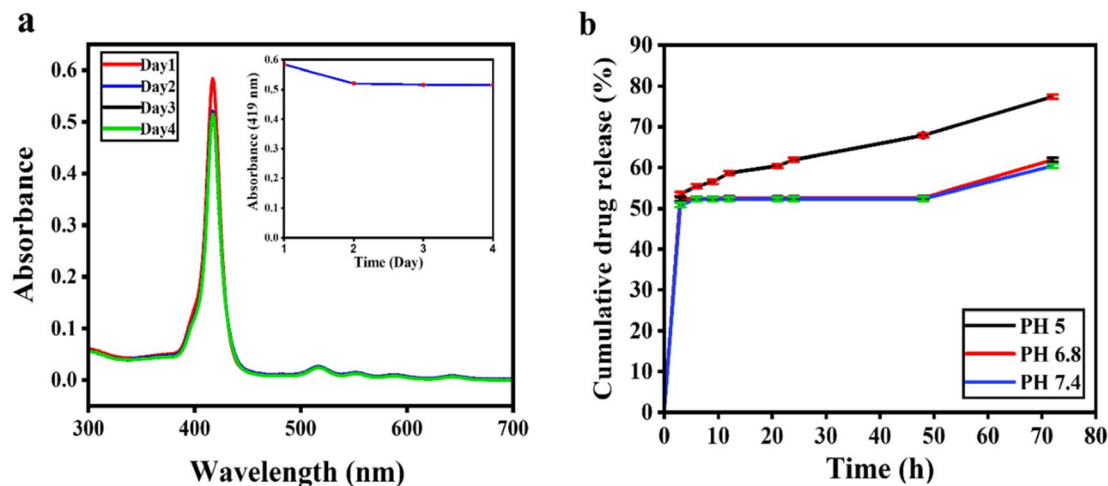 a
Day1
Day2
Day3
Day4
0.6
0.5
0.4
0.3
0.2
0.1
0.0
Absorbance
300
400
500
600
700
Wavelength (nm)
0.6
0.5
0.4
0.3
0.2
0.1
0.0
Absorbance (419 nm)
1
2
3
4
Time (Day)
b
90
80
70
60
50
40
30
20
10
0
Cumulative drug release (%)
PH 5
PH 6.8
PH 7.4
0
10
20
30
40
50
60
70
80
Time (h)